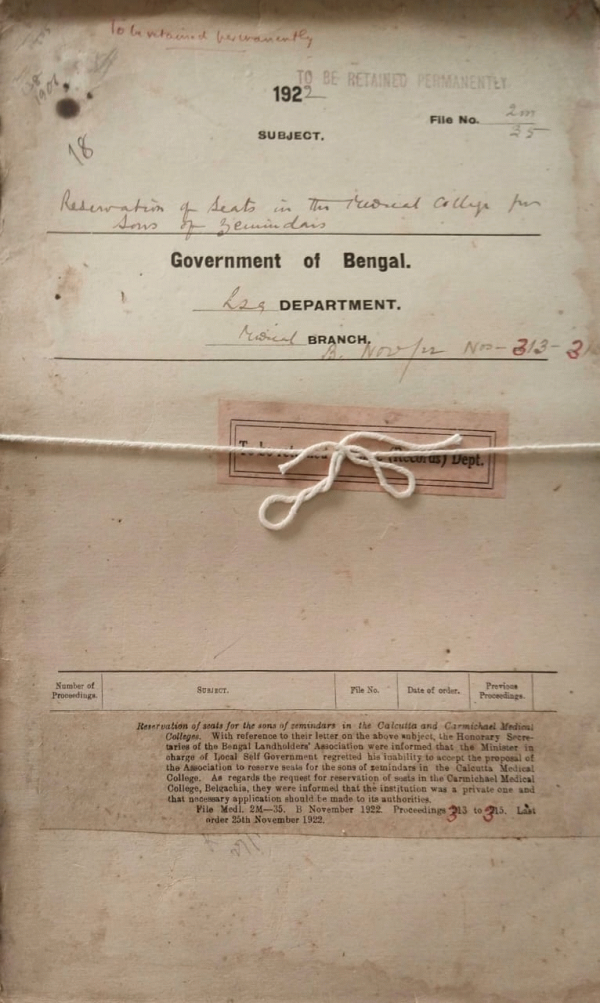 To be retained permanently
TO BE RETAINED PERMANENTLY
1922
File No. 2m/35
SUBJECT.
18
Reservation of Seats in the Medical College for
Sons of Zemindars
Government of Bengal.
LSG DEPARTMENT.
Medical BRANCH.
B. Nov/22 Nos- 313- 31
To be (Records) Dept.
Number of Proceedings.
SUBJECT.
File No.
Date of order.
Previous Proceedings.
Reservation of seats for the sons of zemindars in the Calcutta and Carmichael Medical
Colleges. With reference to their letter on the above subject, the Honorary Secre-
taries of the Bengal Landholders' Association were informed that the Minister in
charge of Local Self Government regretted his inability to accept the proposal of
the Association to reserve seats for the sons of zemindars in the Calcutta Medical
College. As regards the request for reservation of seats in the Carmichael Medical
College, Belgachia, they were informed that the institution was a private one and
that necessary application should be made to its authorities.
File Medl. 2M—35. B November 1922. Proceedings 313 to 315. Last
order 25th November 1922.